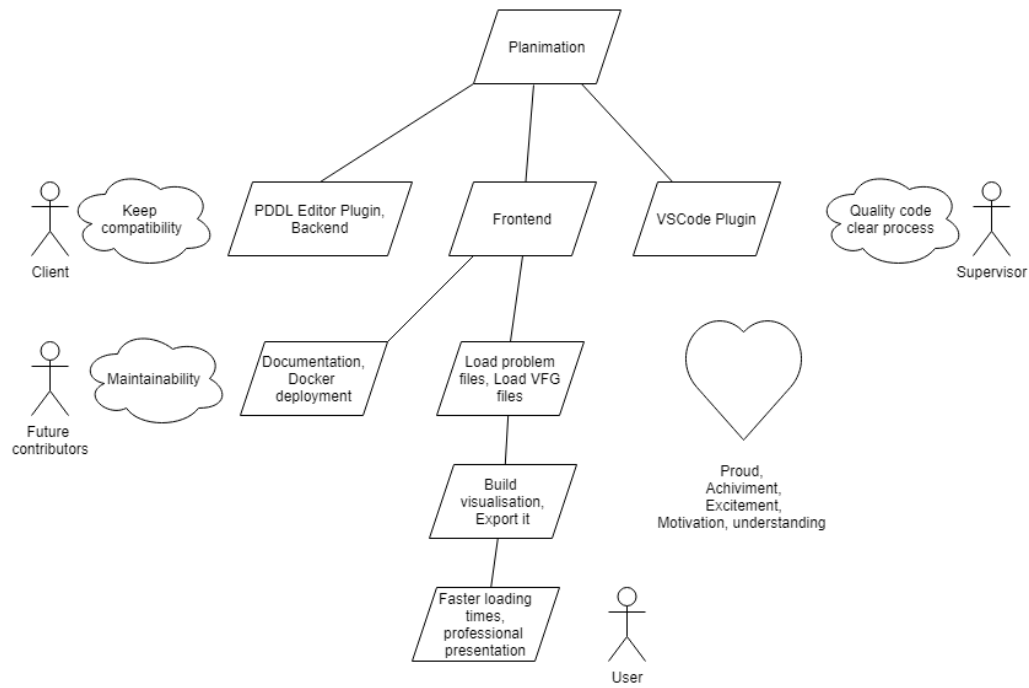 Planimation
Client
Keep
compatibility
PDDL Editor Plugin,
Backend
Frontend
VSCode Plugin
Quality code
clear process
Supervisor
Future
contributors
Maintainability
Documentation,
Docker
deployment
Load problem
files, Load VFG
files
Proud,
Achiviment,
Excitement,
Motivation, understanding
Build
visualisation,
Export it
Faster loading
times,
professional
presentation
User